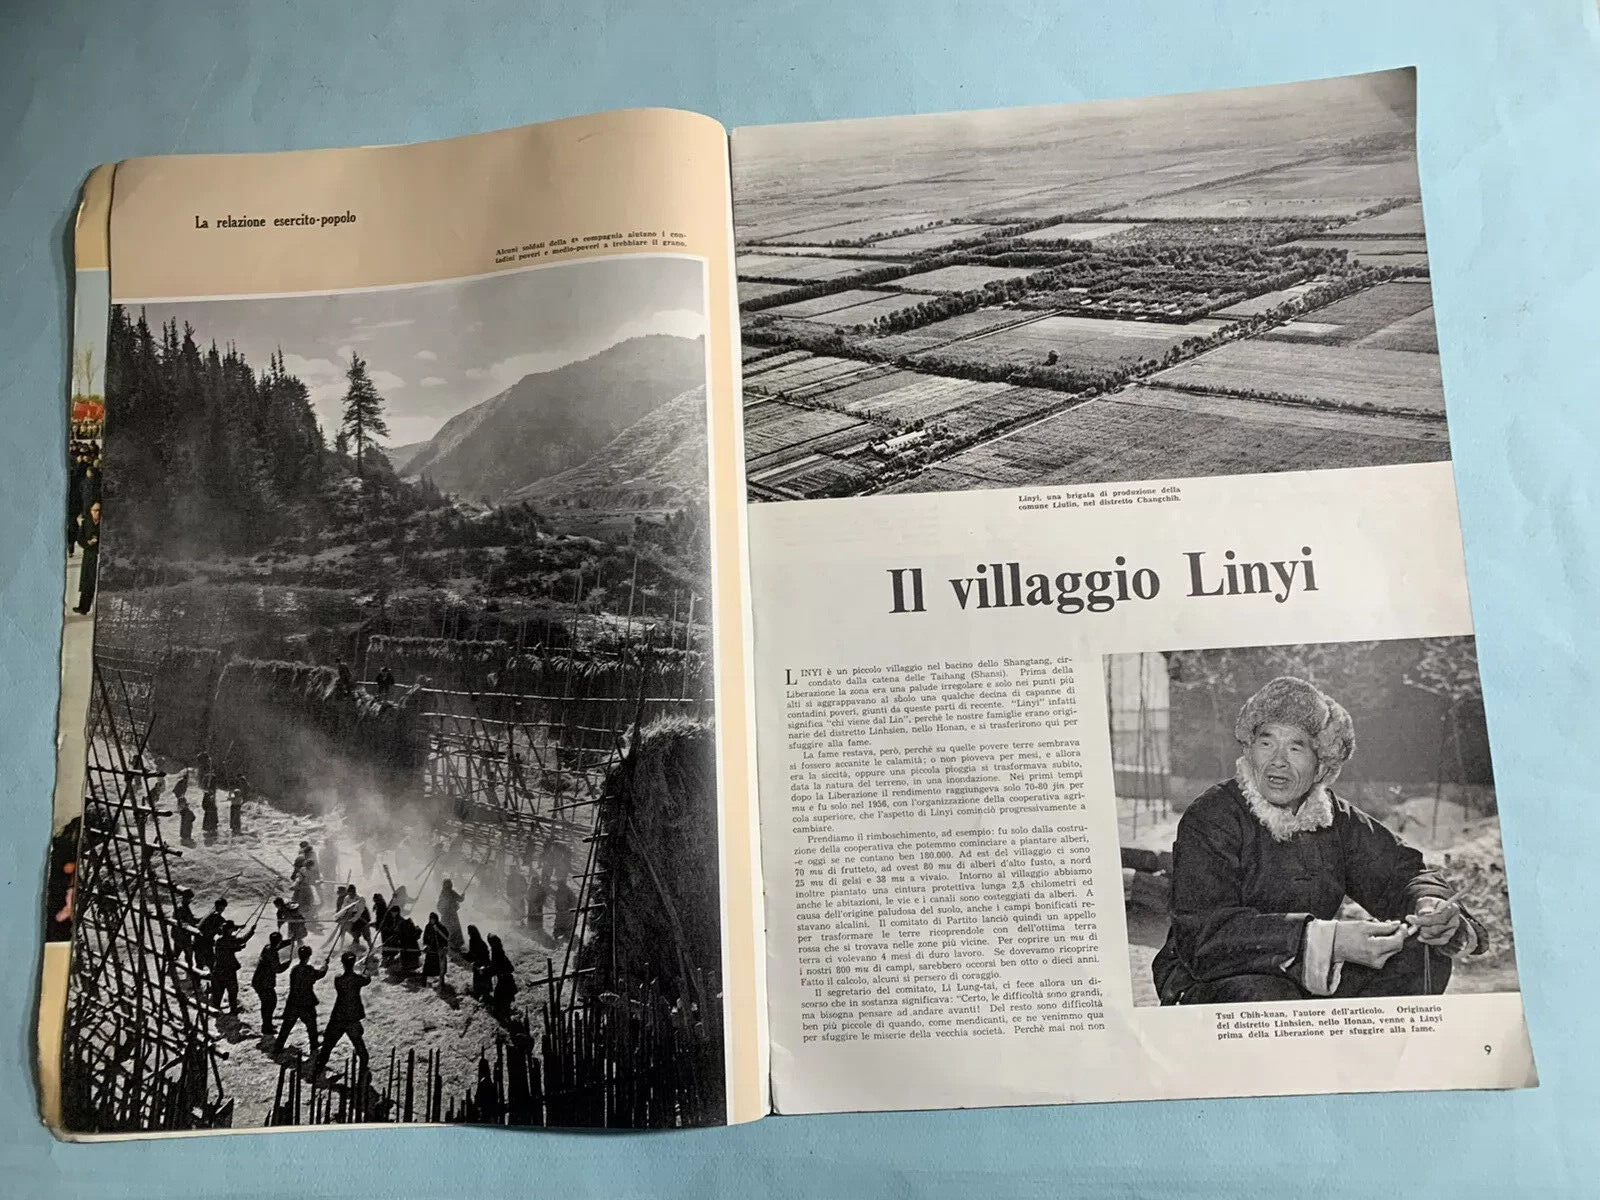 La relazione esercito-popolo
Alcuni soldati della 4ª compagnia aiutano i con-
tadini poveri e medio-poveri a trebbiare il grano.
Linyi, una brigata di produzione della
comune Liulin, nel distretto Changchih.
Il villaggio Linyi
LINYI è un piccolo villaggio nel bacino dello Shangtang, cir-
condato dalla catena delle Taihang (Shansi). Prima della
Liberazione la zona era una palude irregolare e solo nei punti più
alti si aggrappavano al suolo una qualche decina di capanne di
contadini poveri, giunti da queste parti di recente. "Linyi" infatti
significa "chi viene dal Lin", perchè le nostre famiglie erano origi-
narie del distretto Linhsien, nello Honan, e si trasferirono qui per
sfuggire alla fame.
La fame restava, però, perchè su quelle povere terre sembrava
si fossero accanite le calamità; o non pioveva per mesi, e allora
era la siccità, oppure una piccola pioggia si trasformava subito,
data la natura del terreno, in una inondazione. Nei primi tempi
dopo la Liberazione il rendimento raggiungeva solo 70-80 jin per
mu e fu solo nel 1956, con l'organizzazione della cooperativa agri-
cola superiore, che l'aspetto di Linyi cominciò progressivamente a
cambiare.
Prendiamo il rimboschimento, ad esempio: fu solo dalla costru-
zione della cooperativa che potemmo cominciare a piantare alberi,
-e oggi se ne contano ben 180.000. Ad est del villaggio ci sono
70 mu di frutteto, ad ovest 80 mu di alberi d'alto fusto, a nord
25 mu di gelsi e 38 mu a vivaio. Intorno al villaggio abbiamo
inoltre piantato una cintura protettiva lunga 2,5 chilometri ed
anche le abitazioni, le vie e i canali sono costeggiati da alberi. A
causa dell'origine paludosa del suolo, anche i campi bonificati re-
stavano alcalini. Il comitato di Partito lanciò quindi un appello
per trasformare le terre ricoprendole con dell'ottima terra
rossa che si trovava nelle zone più vicine. Per coprire un mu di
terra ci volevano 4 mesi di duro lavoro. Se dovevamo ricoprire
i nostri 800 mu di campi, sarebbero occorsi ben otto o dieci anni.
Fatto il calcolo, alcuni si persero di coraggio.
Il segretario del comitato, Li Lung-tai, ci fece allora un di-
scorso che in sostanza significava: "Certo, le difficoltà sono grandi,
ma bisogna pensare ad andare avanti! Del resto sono difficoltà
ben più piccole di quando, come mendicanti, ce ne venimmo qua
per sfuggire le miserie della vecchia società. Perchè mai noi non
Tsui Chih-kuan, l'autore dell'articolo. Originario
del distretto Linhsien, nello Honan, venne a Linyi
prima della Liberazione per sfuggire alla fame.
9